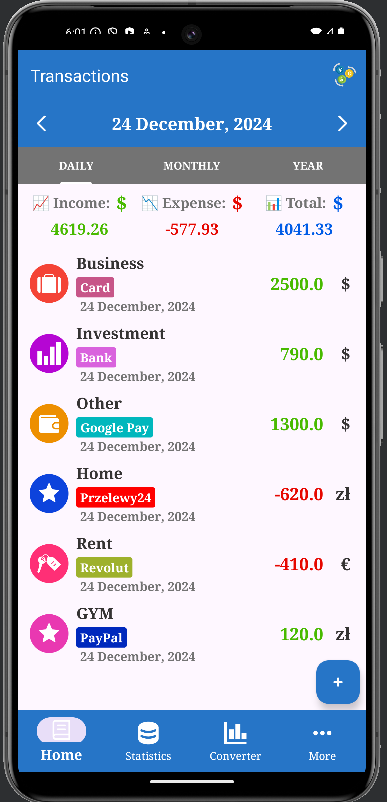 6:01
Transactions
24 December, 2024
DAILY MONTHLY YEAR
Income: $ Expense: $ Total: $
4619.26 -577.93 4041.33
Business
2500.0 $
Card
24 December, 2024
Investment
790.0 $
Bank
24 December, 2024
Other
1300.0 $
Google Pay
24 December, 2024
Home
-620.0 zł
Przelewy24
24 December, 2024
Rent
-410.0 €
Revolut
24 December, 2024
GYM
120.0 zł
PayPal
24 December, 2024
+
Home Statistics Converter More